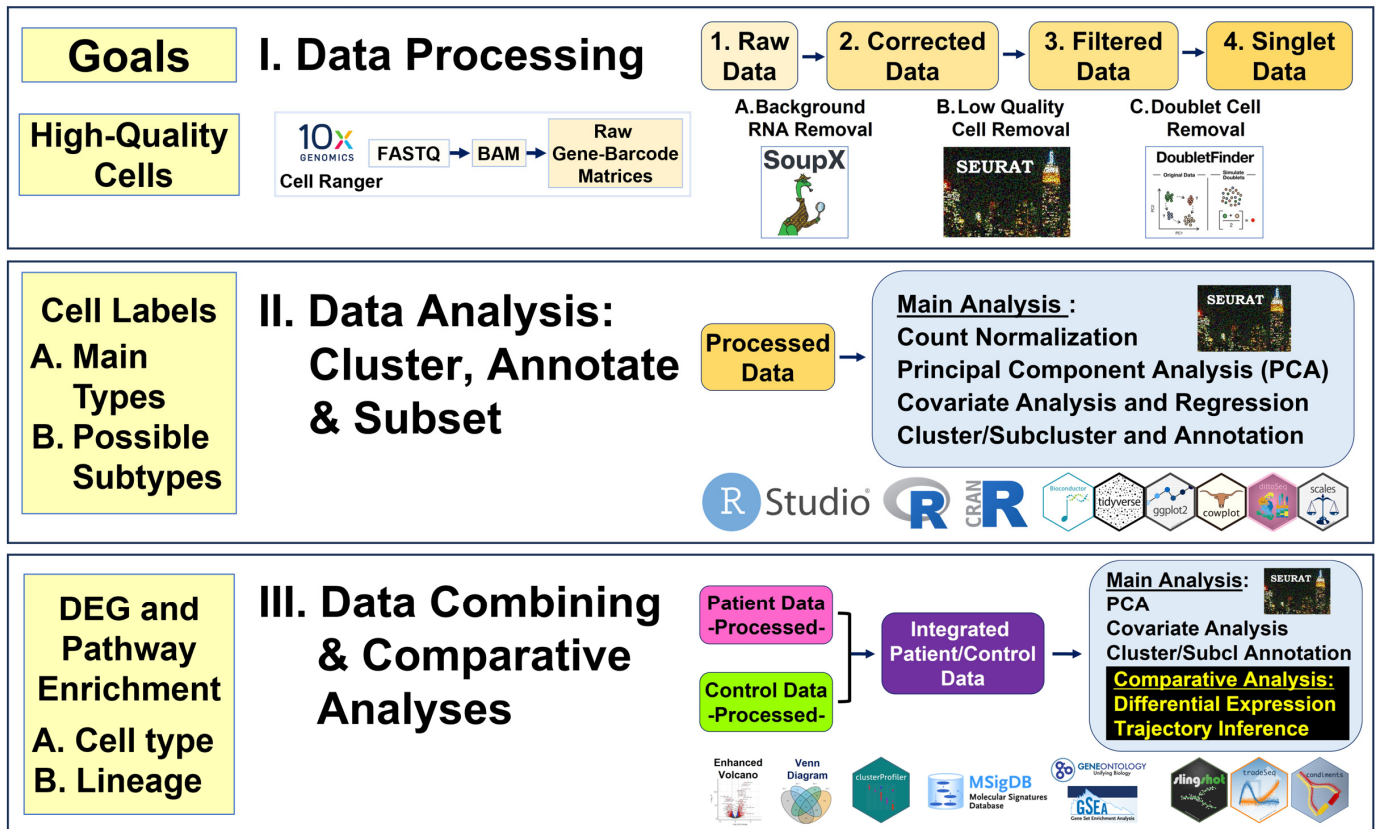 Goals
I. Data Processing
1. Raw
Data
2. Corrected
Data
3. Filtered
Data
4. Singlet
Data
High-Quality
Cells
10x
GENOMICS
Cell Ranger
FASTQ
BAM
Raw
Gene-Barcode
Matrices
A. Background
RNA Removal
SoupX
B. Low Quality
Cell Removal
SEURAT
C. Doublet Cell
Removal
DoubletFinder
Original Data
Simulate
Doublets
PC2
PC1
2
Cell Labels
A. Main
Types
B. Possible
Subtypes
II. Data Analysis:
Cluster, Annotate
& Subset
Processed
Data
Main Analysis :
SEURAT
Count Normalization
Principal Component Analysis (PCA)
Covariate Analysis and Regression
Cluster/Subcluster and Annotation
R Studio®
R
CRAN R
Bioconductor
tidyverse
ggplot2
cowplot
dittoSeq
scales
DEG and
Pathway
Enrichment
A. Cell type
B. Lineage
III. Data Combining
& Comparative
Analyses
Patient Data
-Processed-
Control Data
-Processed-
Integrated
Patient/Control
Data
Main Analysis:
SEURAT
PCA
Covariate Analysis
Cluster/Subcl Annotation
Comparative Analysis:
Differential Expression
Trajectory Inference
Enhanced
Volcano
Venn
Diagram
clusterProfiler
MSigDB
Molecular Signatures
Database
GENEONTOLOGY
Unifying Biology
GSEA
Gene Set Enrichment Analysis
slingshot
tradeSeq
condiments